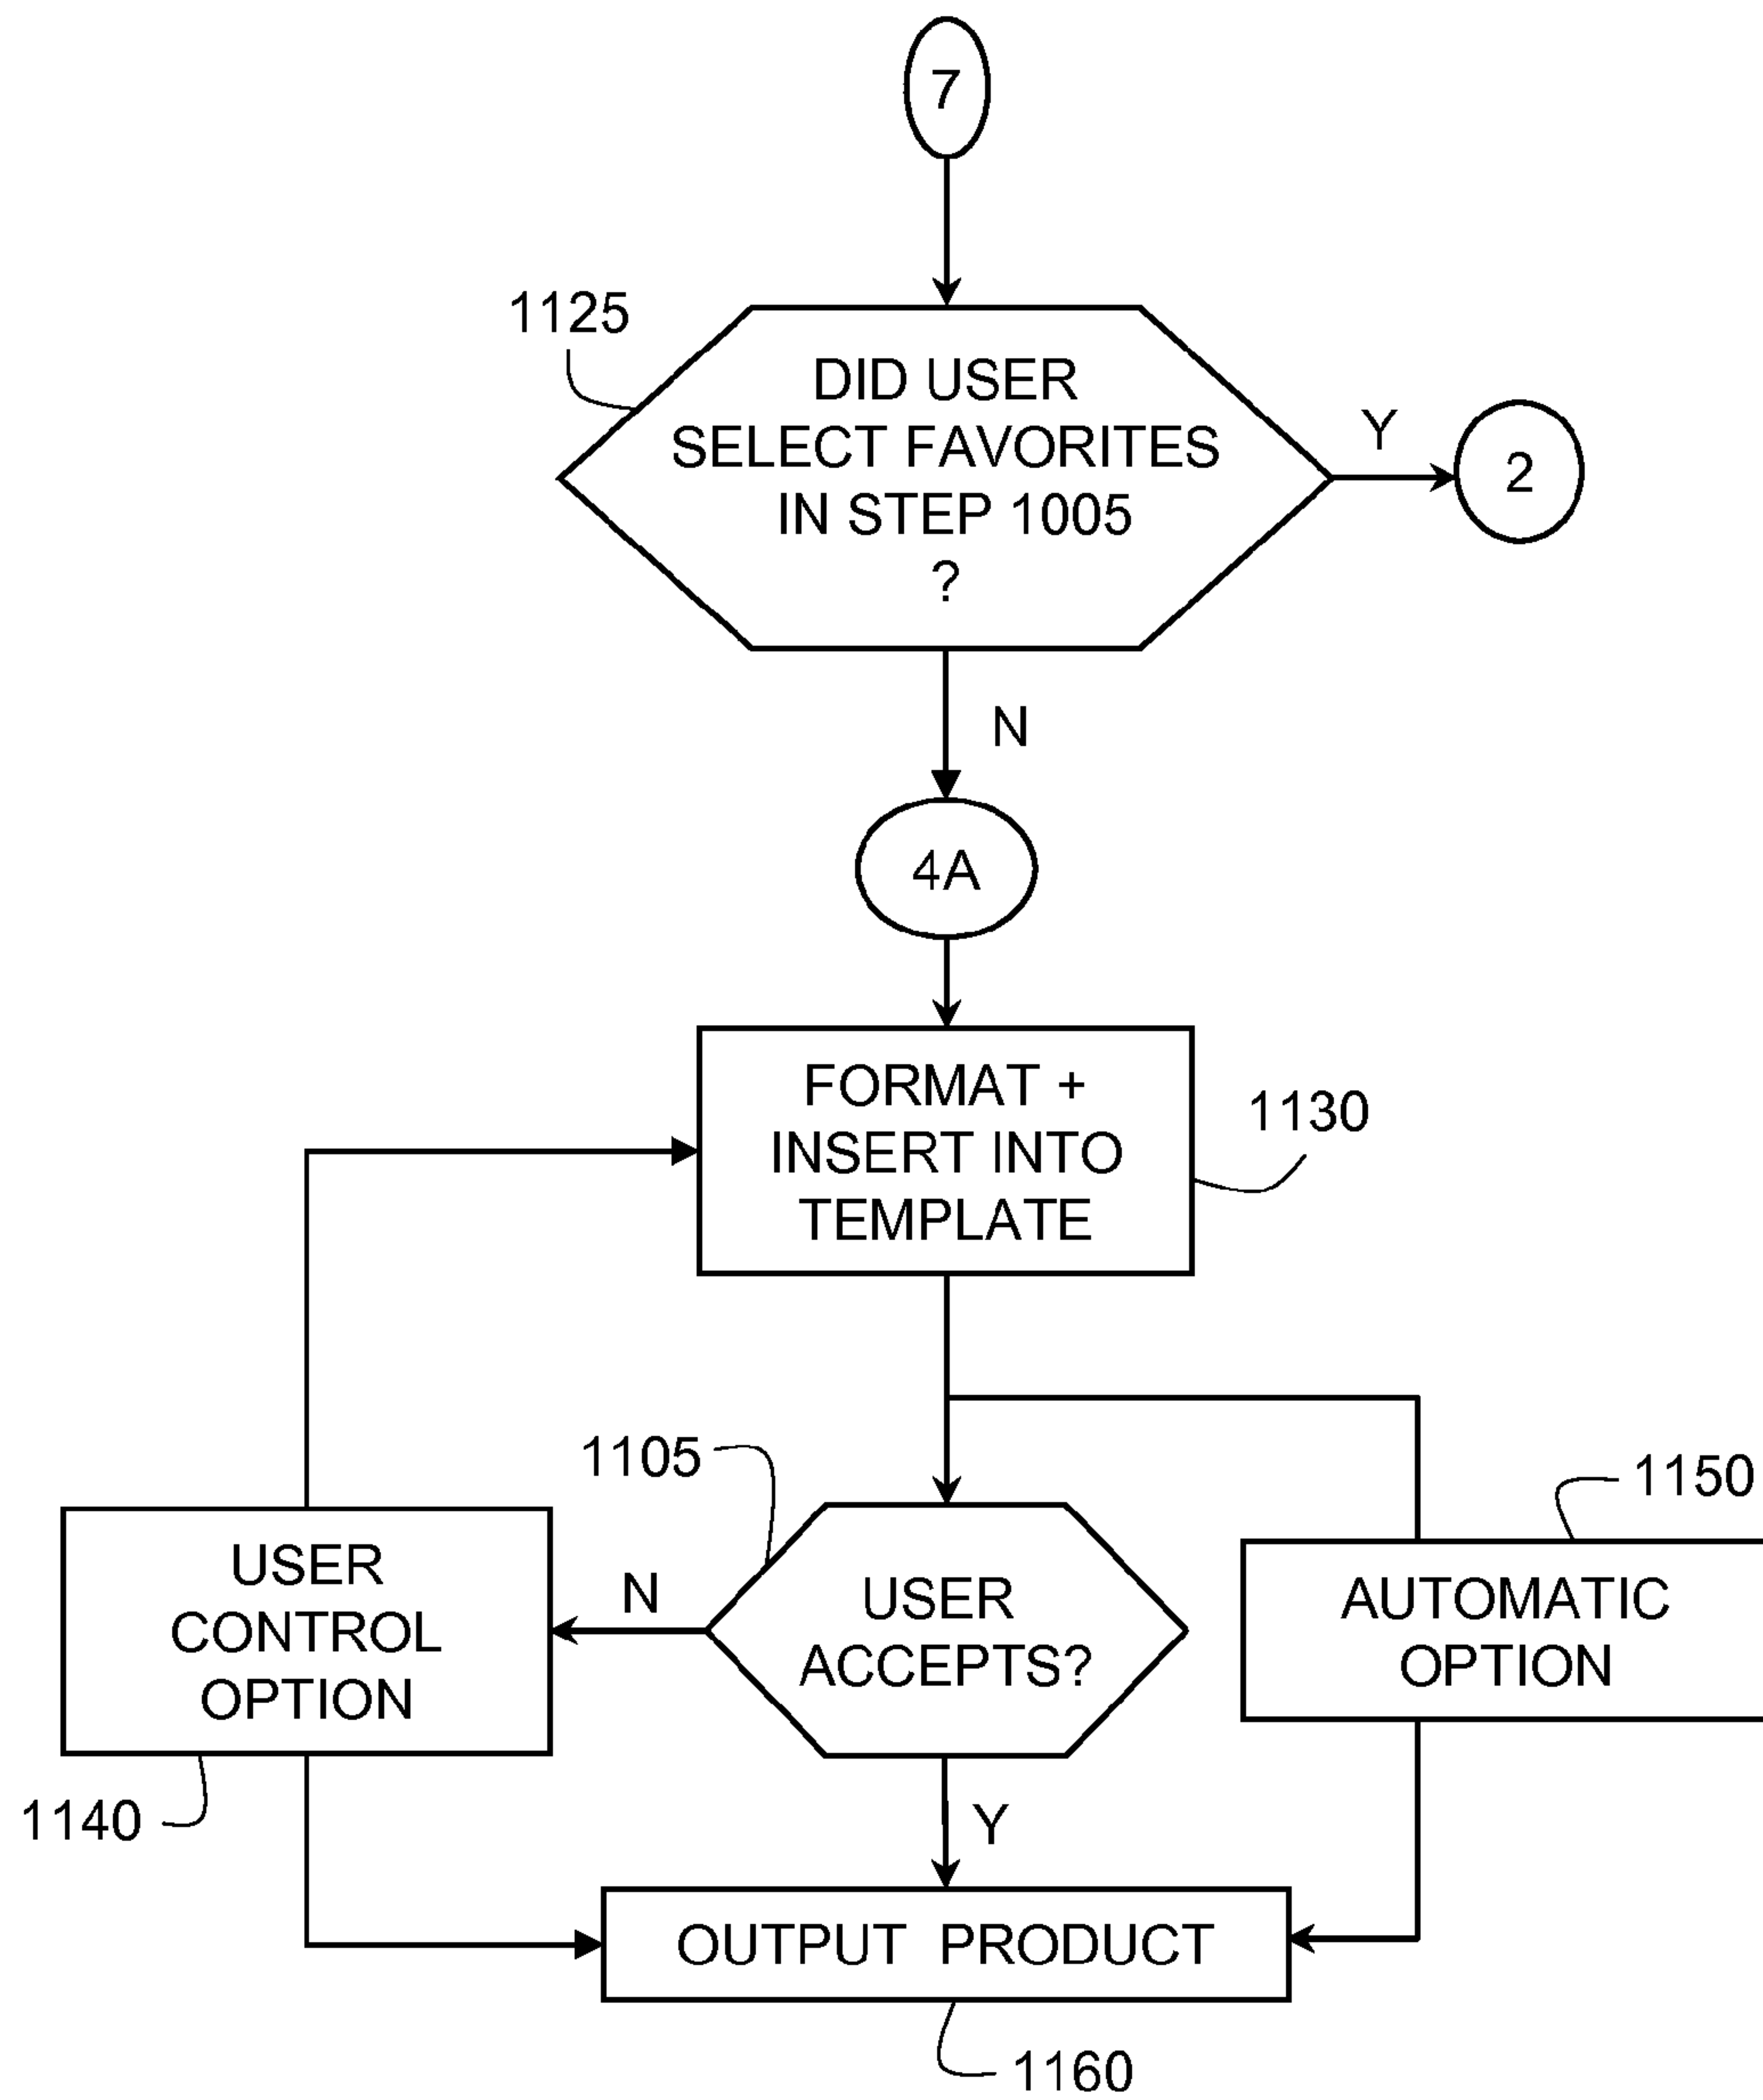 7
1125
DID USER
SELECT FAVORITES
IN STEP 1005
?
Y
2
N
4A
FORMAT +
INSERT INTO
TEMPLATE
1130
1105
1150
USER
CONTROL
OPTION
N
USER
ACCEPTS?
AUTOMATIC
OPTION
1140
Y
OUTPUT PRODUCT
1160